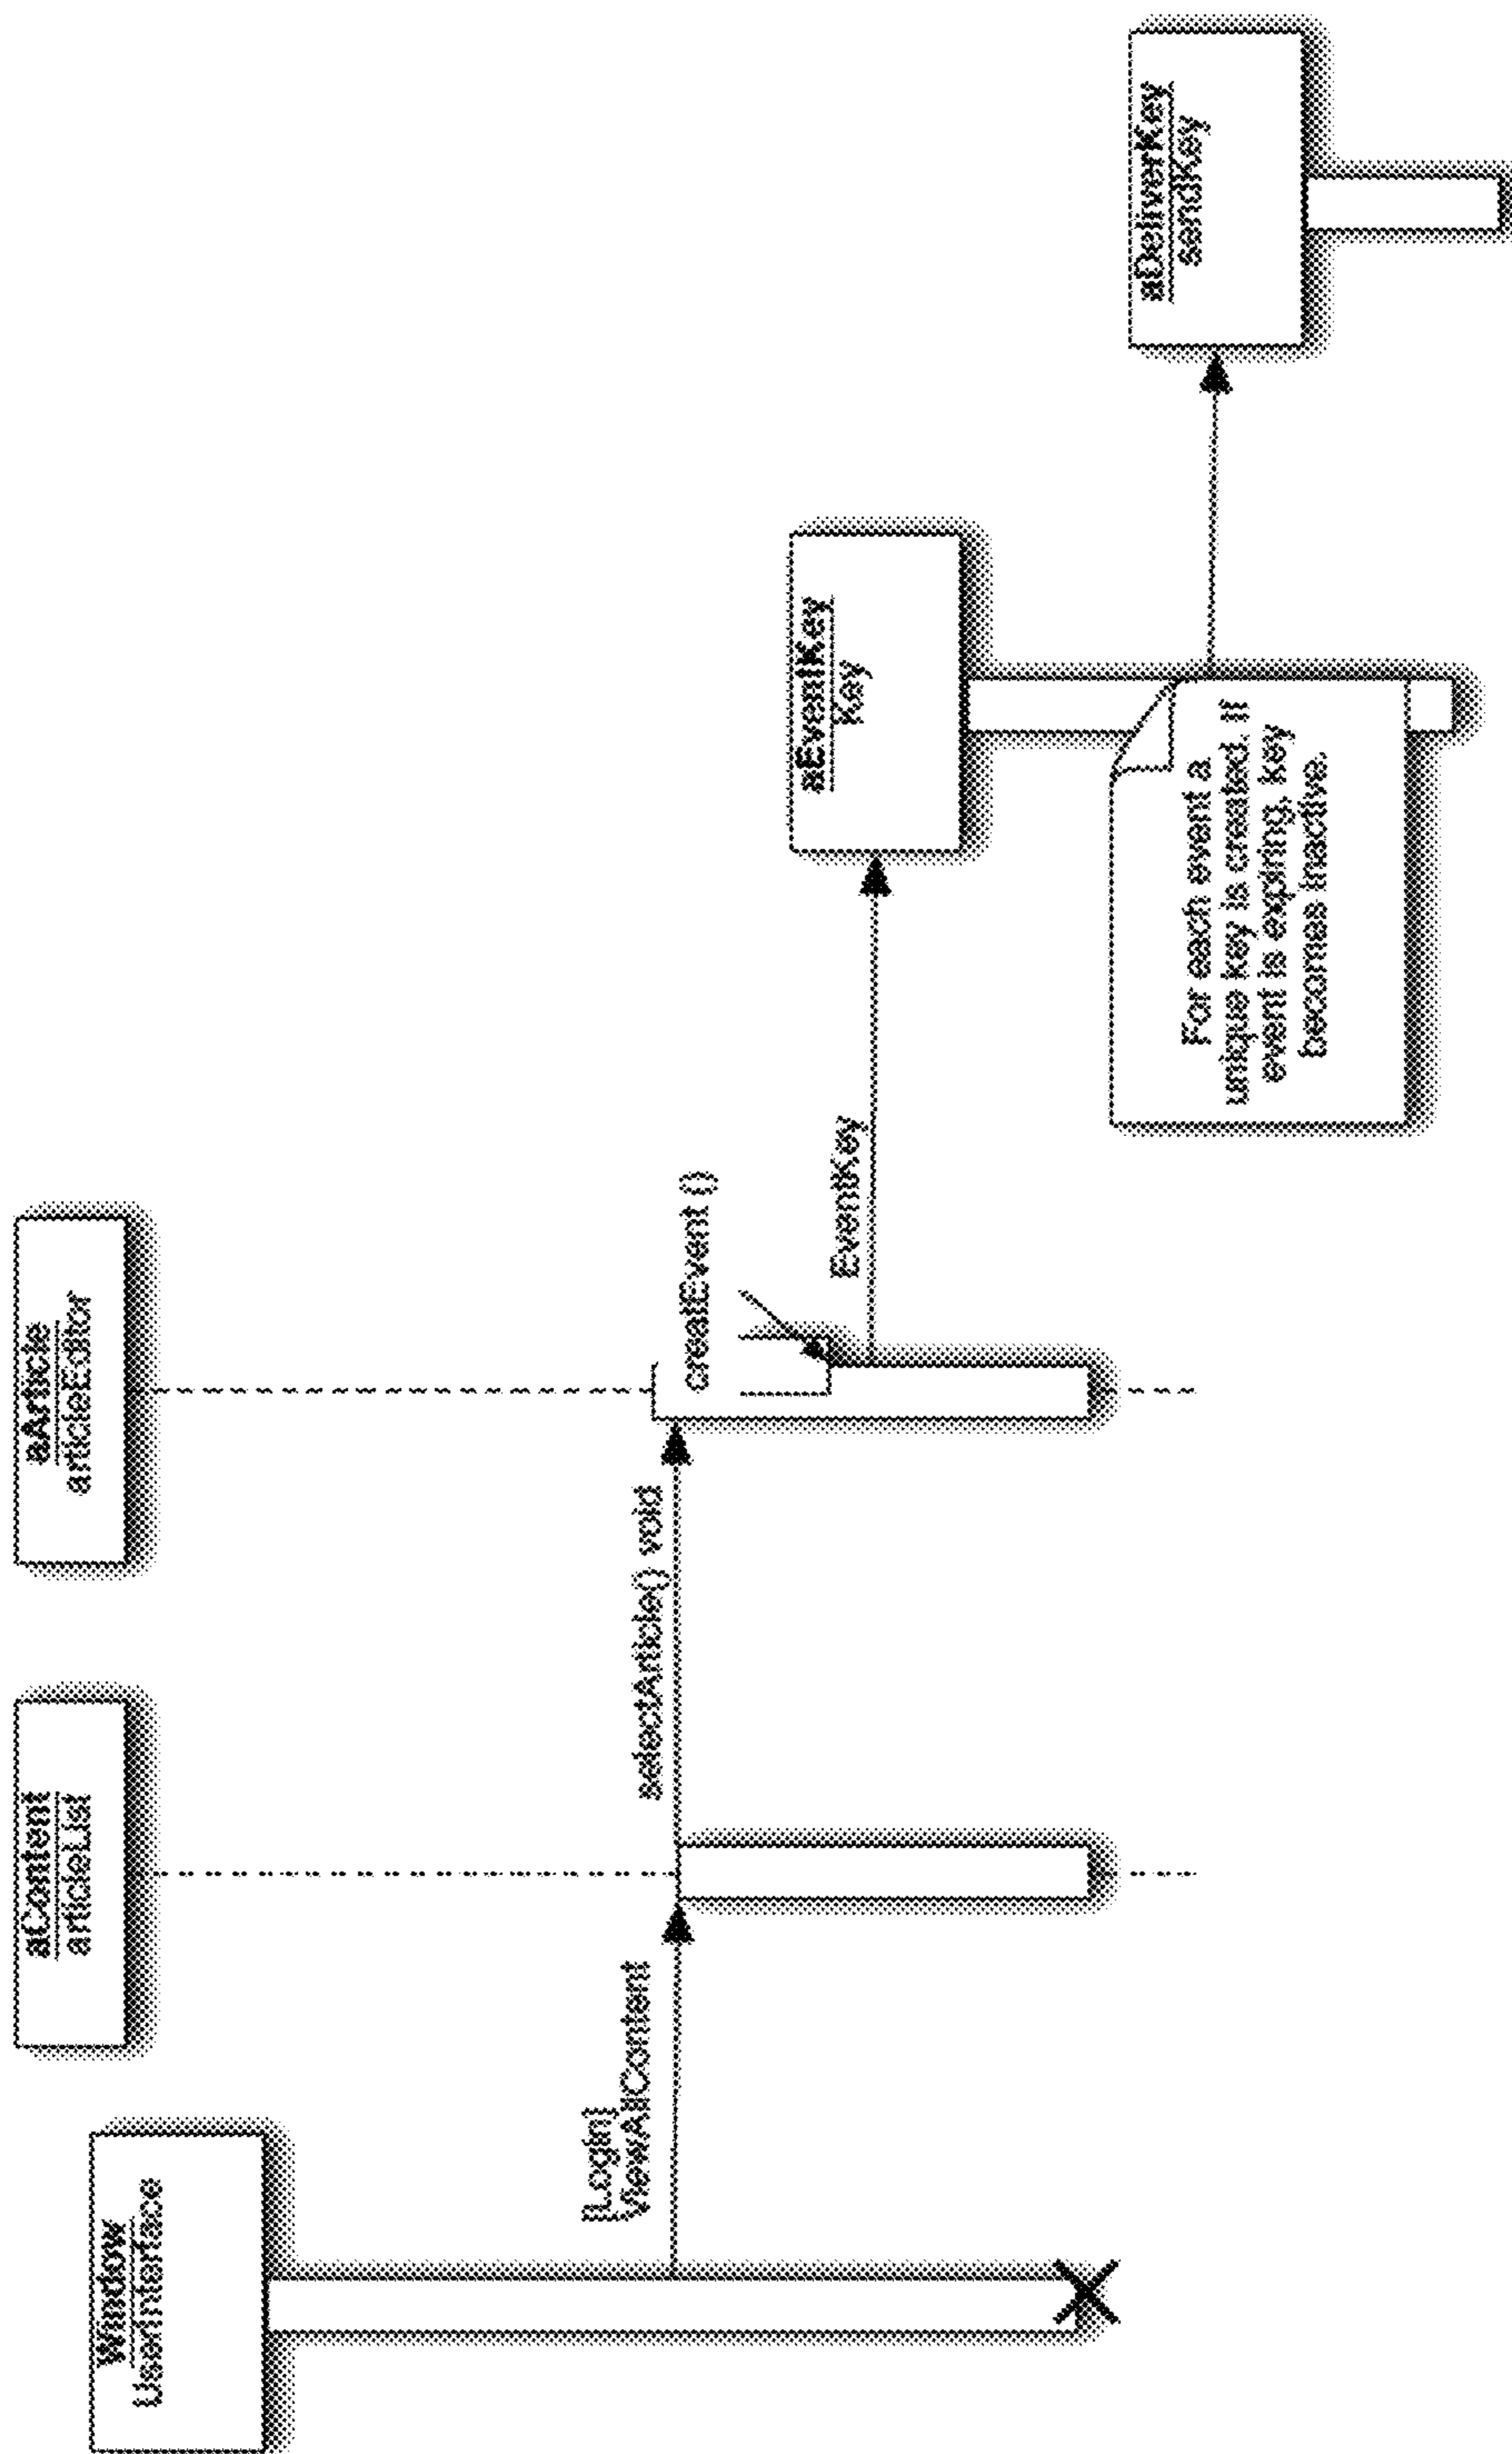 Window
UserInterface
aContent
articleList
aArticle
articleEditor
[Login]
ViewAllContent
selectArticle() void
creatEvent ()
EventKey
aEventKey
Key
For each event a
unique key is created. If
event is expiring, key
becomes inactive.
aDeliverKey
sendKey